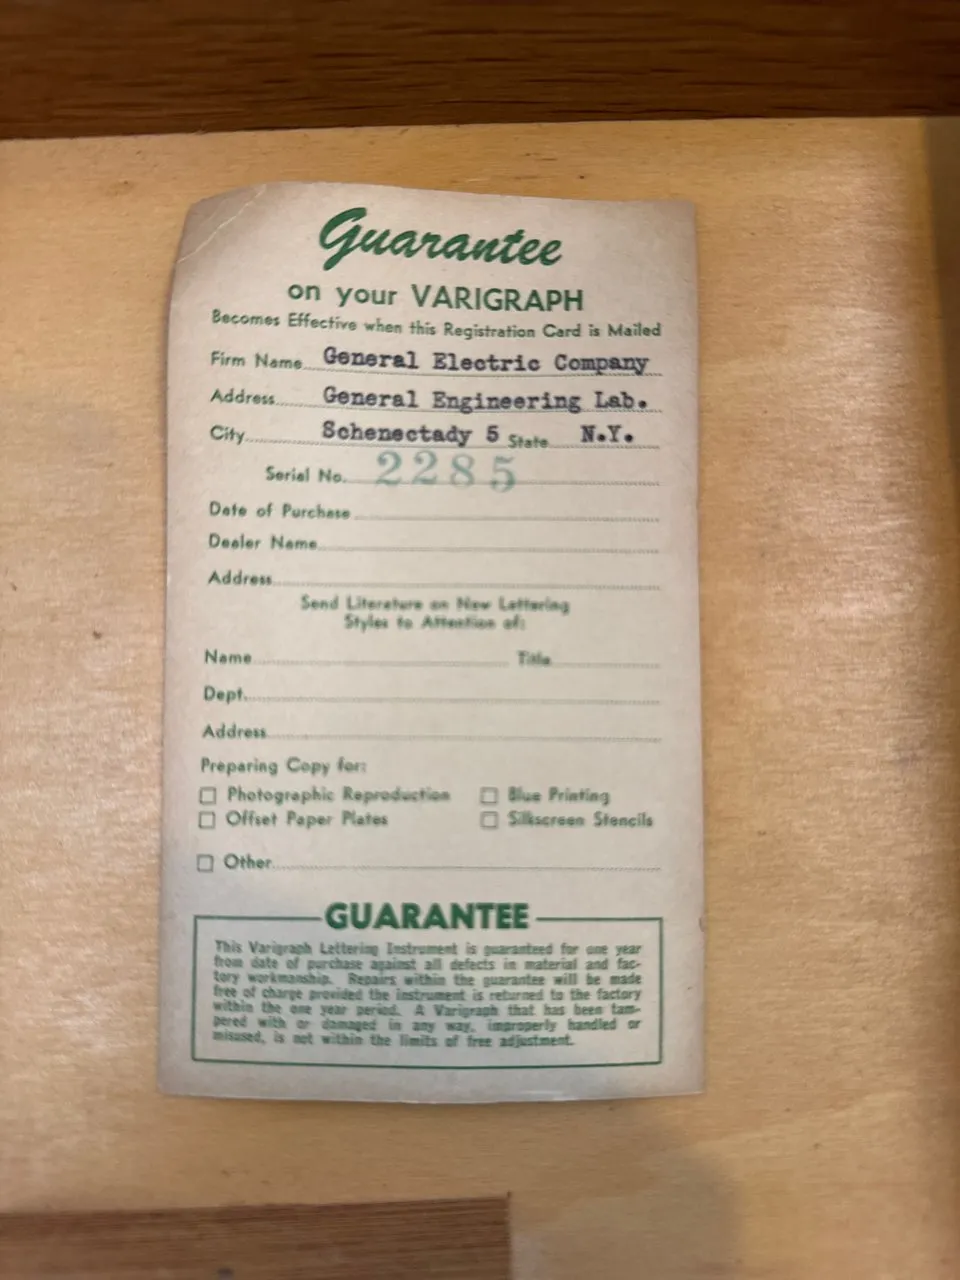 Guarantee
on your VARIGRAPH
Becomes Effective when this Registration Card is Mailed
Firm Name General Electric Company
Address General Engineering Lab.
City Schenectady 5 State N.Y.
Serial No. 2285
Date of Purchase
Dealer Name
Address
Send Literature on New Lettering
Styles to Attention of:
Name Title
Dept.
Address
Preparing Copy for:
Photographic Reproduction Blue Printing
Offset Paper Plates Silkscreen Stencils
Other
GUARANTEE
This Varigraph Lettering Instrument is guaranteed for one year
from date of purchase against all defects in material and fac-
tory workmanship. Repairs within the guarantee will be made
free of charge provided the instrument is returned to the factory
within the one year period. A Varigraph that has been tam-
pered with or damaged in any way, improperly handled or
misused, is not within the limits of free adjustment.